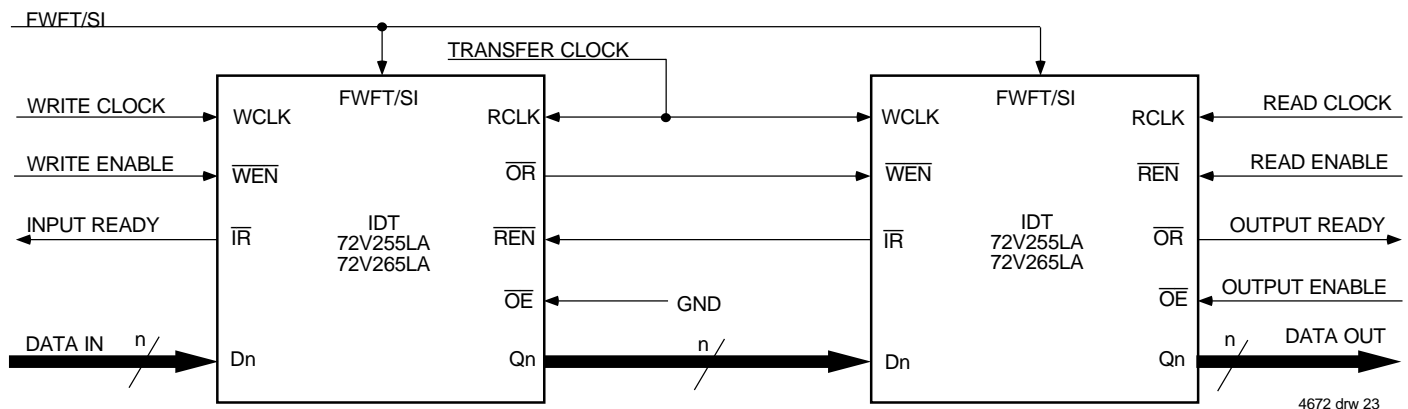 FWFT/SI
TRANSFER CLOCK
FWFT/SI
FWFT/SI
WRITE CLOCK
WCLK
RCLK
WCLK
RCLK
READ CLOCK
WRITE ENABLE
WEN
OR
WEN
REN
READ ENABLE
INPUT READY
IR
IDT
72V255LA
72V265LA
REN
IR
IDT
72V255LA
72V265LA
OR
OUTPUT READY
OE
GND
OE
OUTPUT ENABLE
DATA IN
n
Dn
Qn
n
Dn
Qn
n
DATA OUT
4672 drw 23